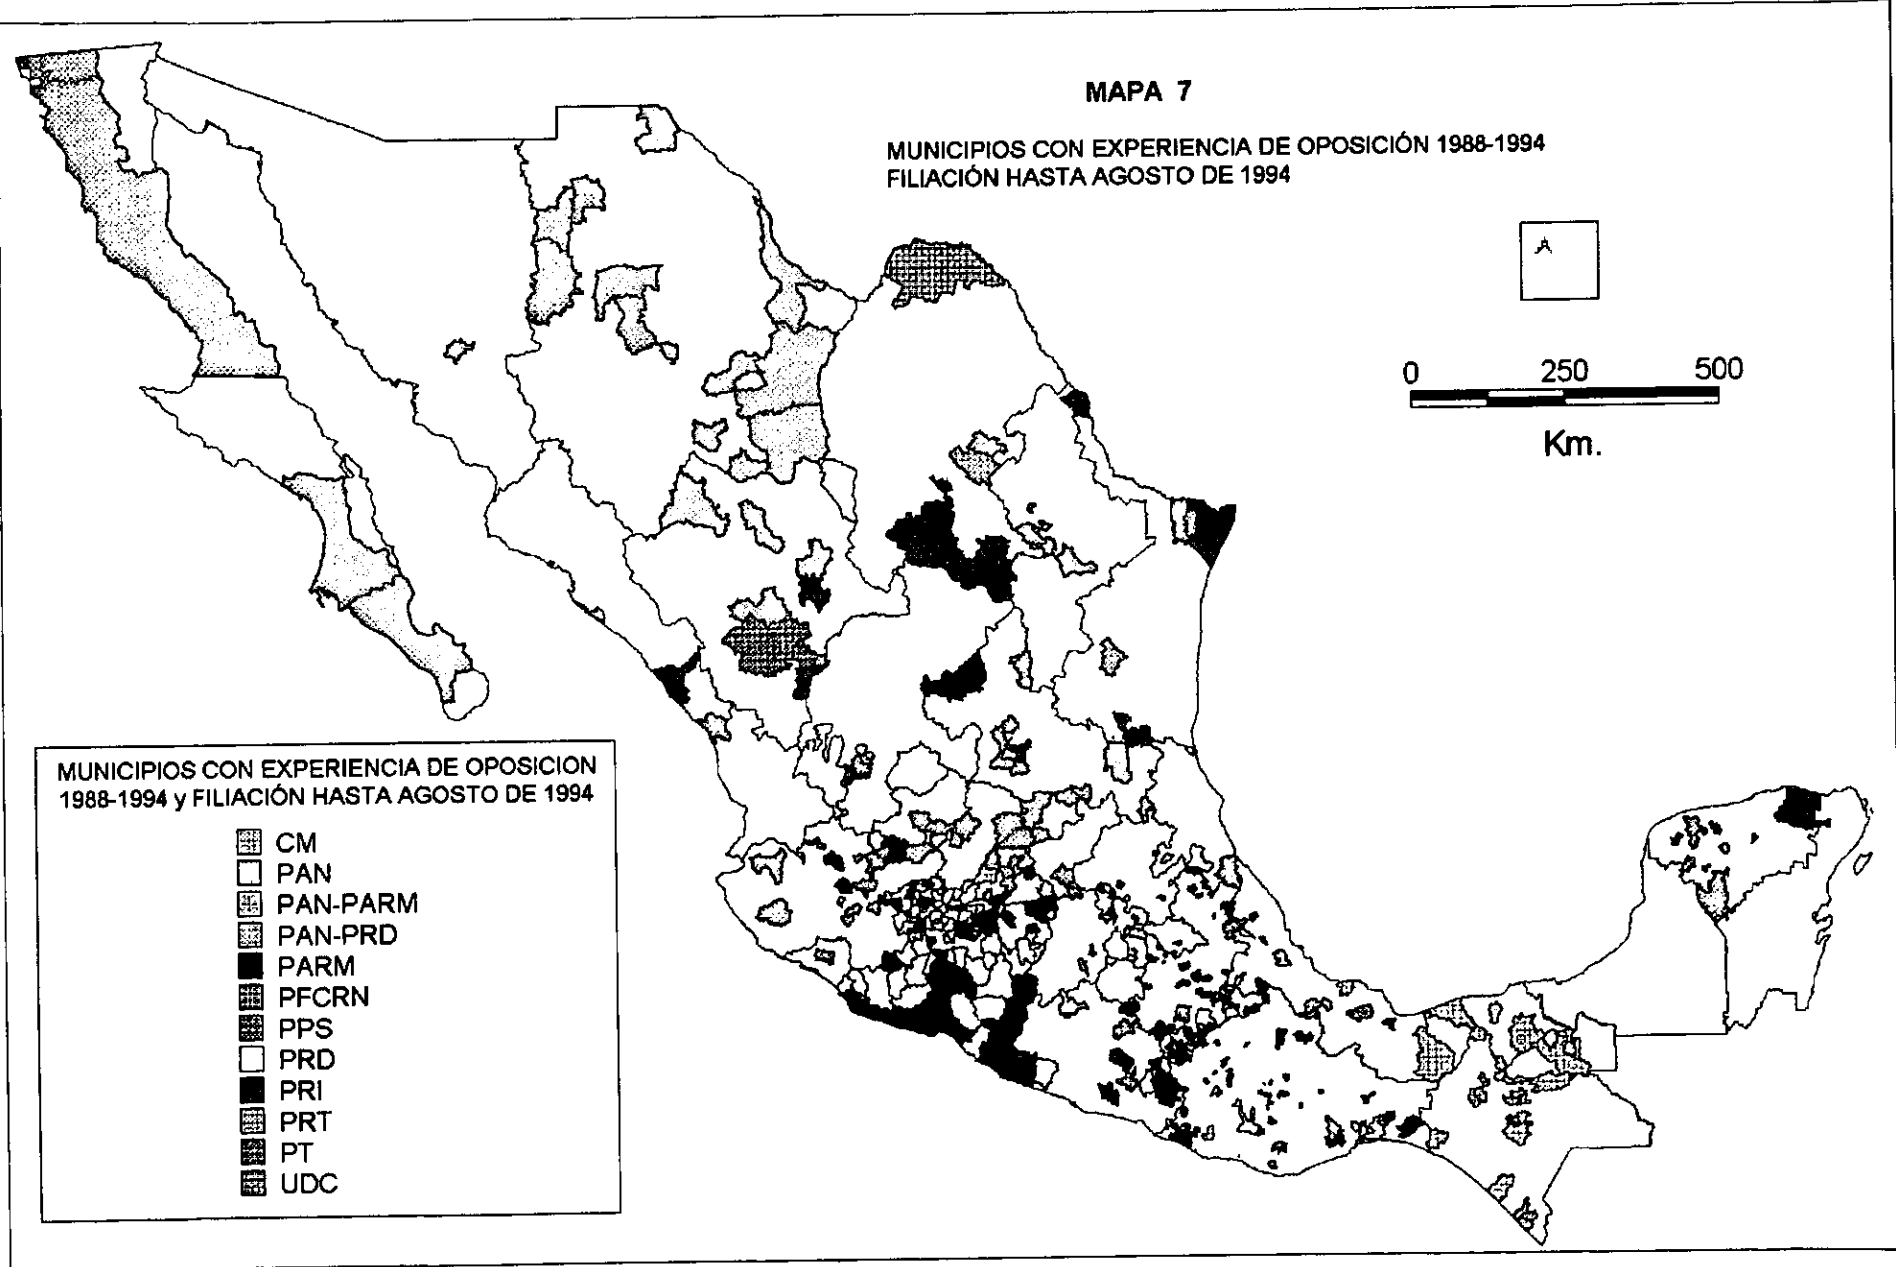 MAPA 7
MUNICIPIOS CON EXPERIENCIA DE OPOSICIÓN 1988-1994
FILIACIÓN HASTA AGOSTO DE 1994
0 250 500
Km.
MUNICIPIOS CON EXPERIENCIA DE OPOSICION
1988-1994 y FILIACIÓN HASTA AGOSTO DE 1994
CM
PAN
PAN-PARM
PAN-PRD
PARM
PFCRN
PPS
PRD
PRI
PRT
PT
UDC